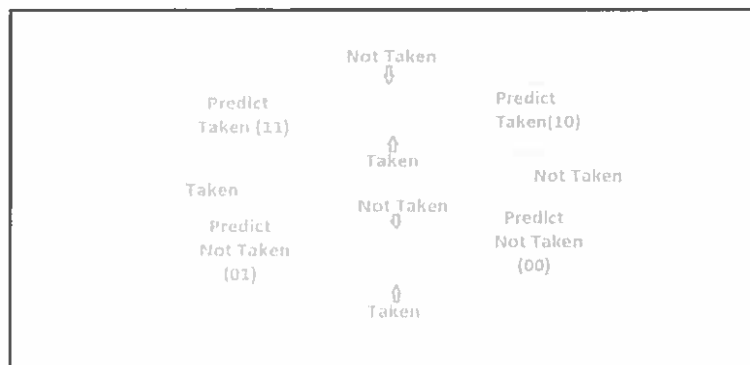 Not Taken
⇩
Predict
Taken (11)
Predict
Taken(10)
⇧
Taken
Not Taken
Taken
Not Taken
⇩
Predict
Not Taken
(01)
Predict
Not Taken
(00)
⇧
Taken